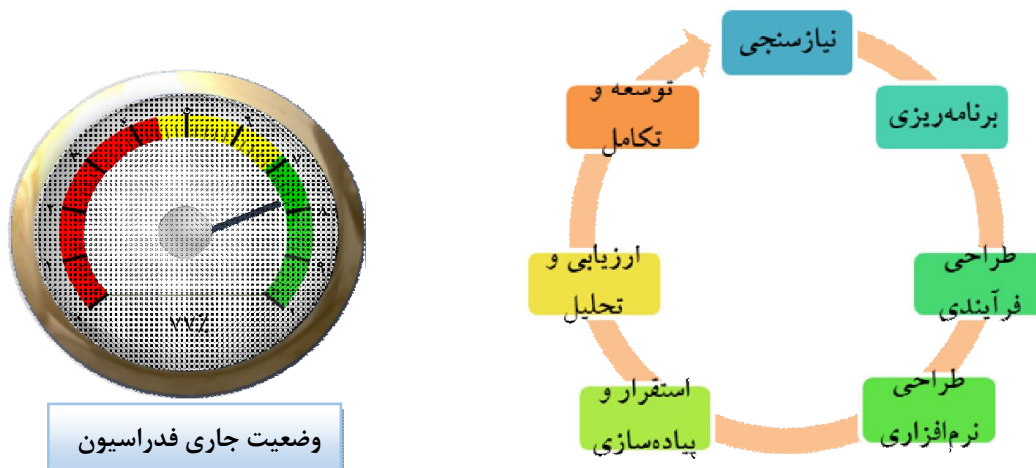 نیازسنجی
برنامه‌ریزی
طراحی
فرآیندی
طراحی
نرم‌افزاری
استقرار و
پیاده‌سازی
ارزیابی و
تحلیل
توسعه و
تکامل
۷۷٪
وضعیت جاری فدراسیون